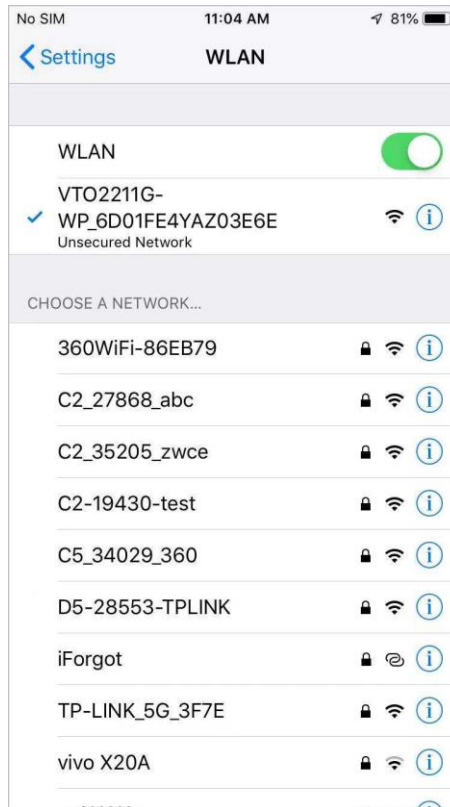 No SIM 11:04 AM 81%
Settings WLAN
WLAN
VTO2211G-
WP_6D01FE4YAZ03E6E
Unsecured Network
CHOOSE A NETWORK...
360WiFi-86EB79
C2_27868_abc
C2_35205_zwce
C2-19430-test
C5_34029_360
D5-28553-TPLINK
iForgot
TP-LINK_5G_3F7E
vivo X20A